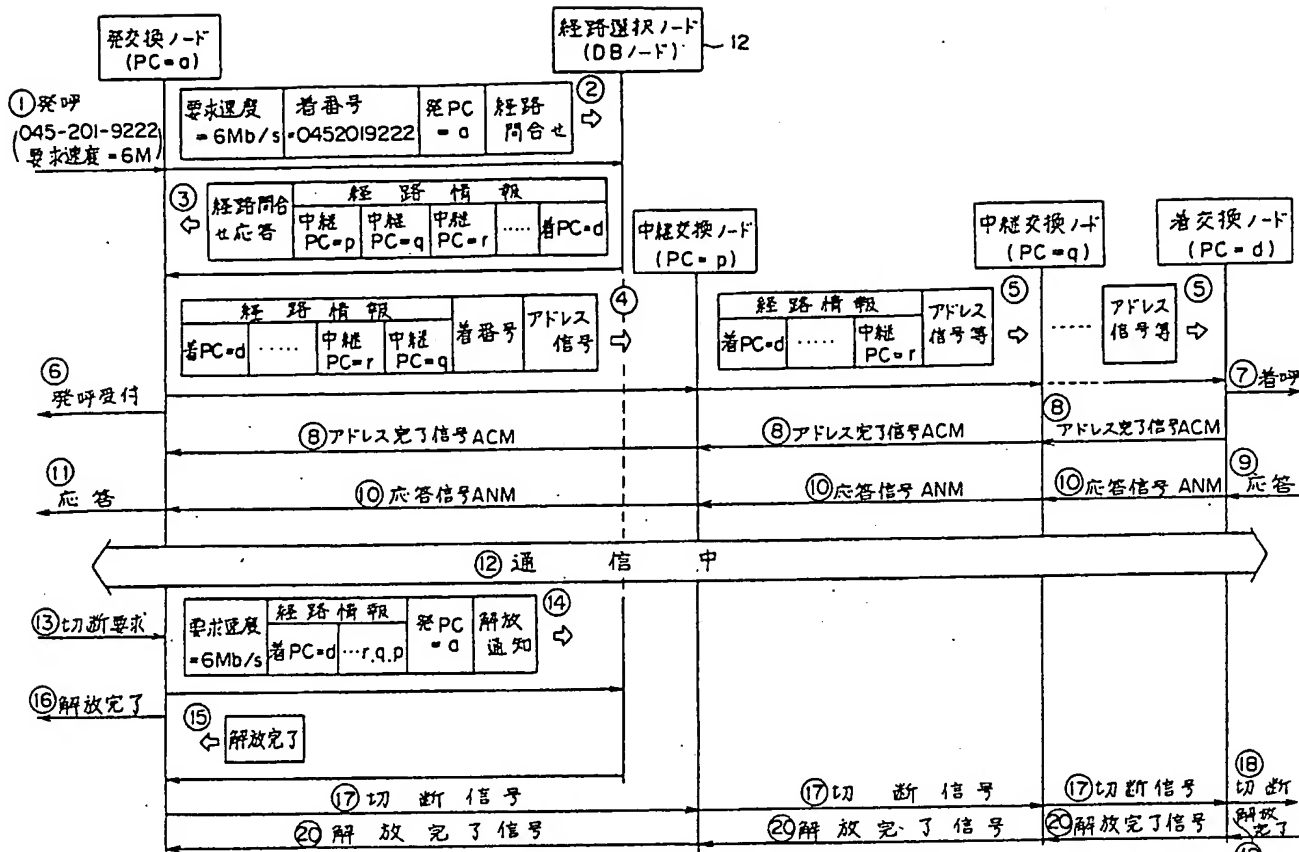 発交換ノード
(PC=a)
経路選択ノード
(DBノード)
12
①発呼
(045-201-9222
要求速度=6M)
要求速度
=6Mb/s
着番号
=0452019222
発PC
=a
経路
問合せ
②
③
経路問合
せ応答
経路情報
中継
PC=p
中継
PC=q
中継
PC=r
……
着PC=d
中継交換ノード
(PC=p)
中継交換ノード
(PC=q)
着交換ノード
(PC=d)
経路情報
着PC=d
……
中継
PC=r
中継
PC=q
着番号
アドレス
信号
④
経路情報
着PC=d
……
中継
PC=r
アドレス
信号等
⑤
……
アドレス
信号等
⑤
⑥
発呼受付
⑦着呼
⑧アドレス完了信号ACM
⑧アドレス完了信号ACM
⑧
アドレス完了信号ACM
⑪
応答
⑩応答信号ANM
⑩応答信号ANM
⑩応答信号ANM
⑨
応答
⑫通信中
⑬切断要求
要求速度
=6Mb/s
経路情報
着PC=d
…r,q,p
発PC
=a
解放
通知
⑭
⑯解放完了
⑮
解放完了
⑰切断信号
⑰切断信号
⑰切断信号
⑱
切断
⑳解放完了信号
⑳解放完了信号
⑳解放完了信号
解放
完了
⑲